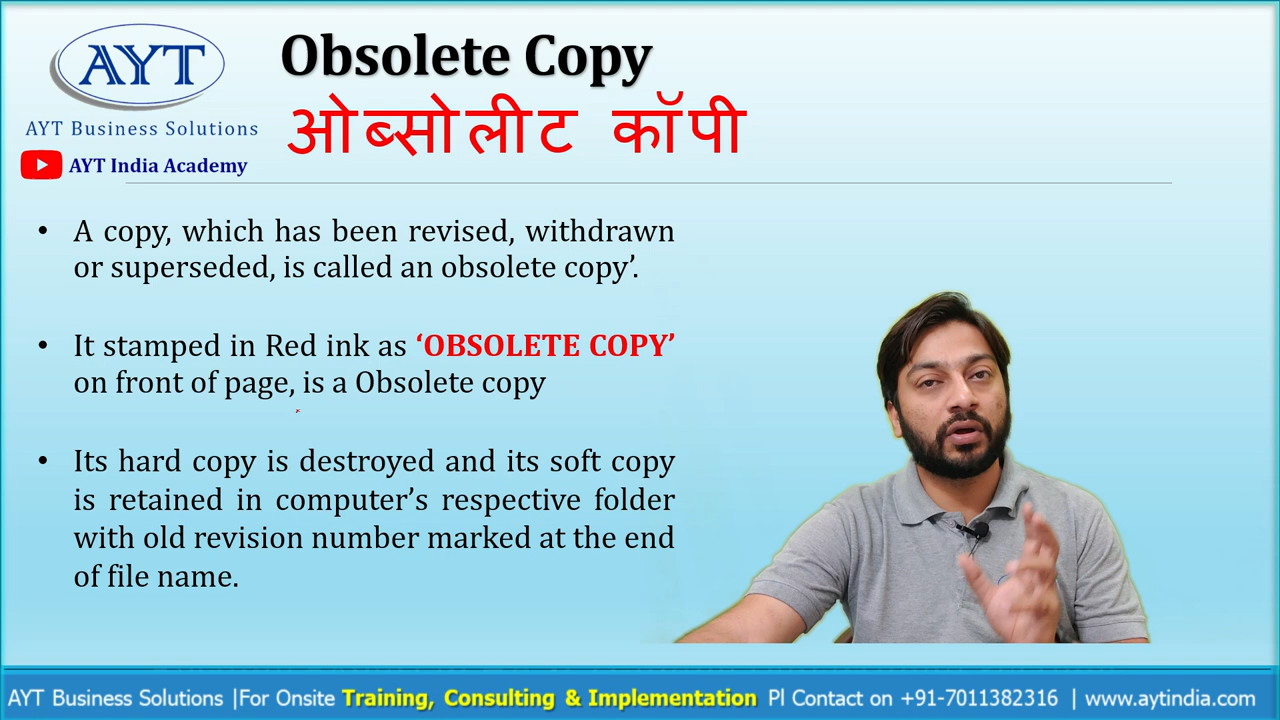 AYT
AYT Business Solutions
AYT India Academy
Obsolete Copy
ओब्सोलीट कॉपी
• A copy, which has been revised, withdrawn
or superseded, is called an obsolete copy’.
• It stamped in Red ink as ‘OBSOLETE COPY’
on front of page, is a Obsolete copy
• Its hard copy is destroyed and its soft copy
is retained in computer’s respective folder
with old revision number marked at the end
of file name.
AYT Business Solutions |For Onsite Training, Consulting & Implementation Pl Contact on +91-7011382316 | www.aytindia.com